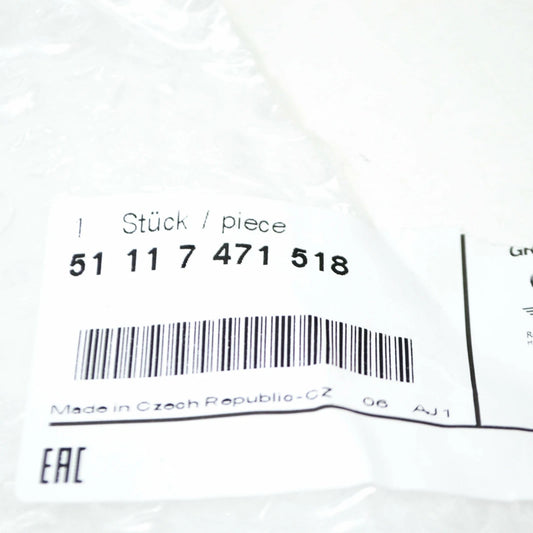 1 Stück / piece
51 11 7 471 518
Made in Czech Republic-CZ 06 AJ1
EAC